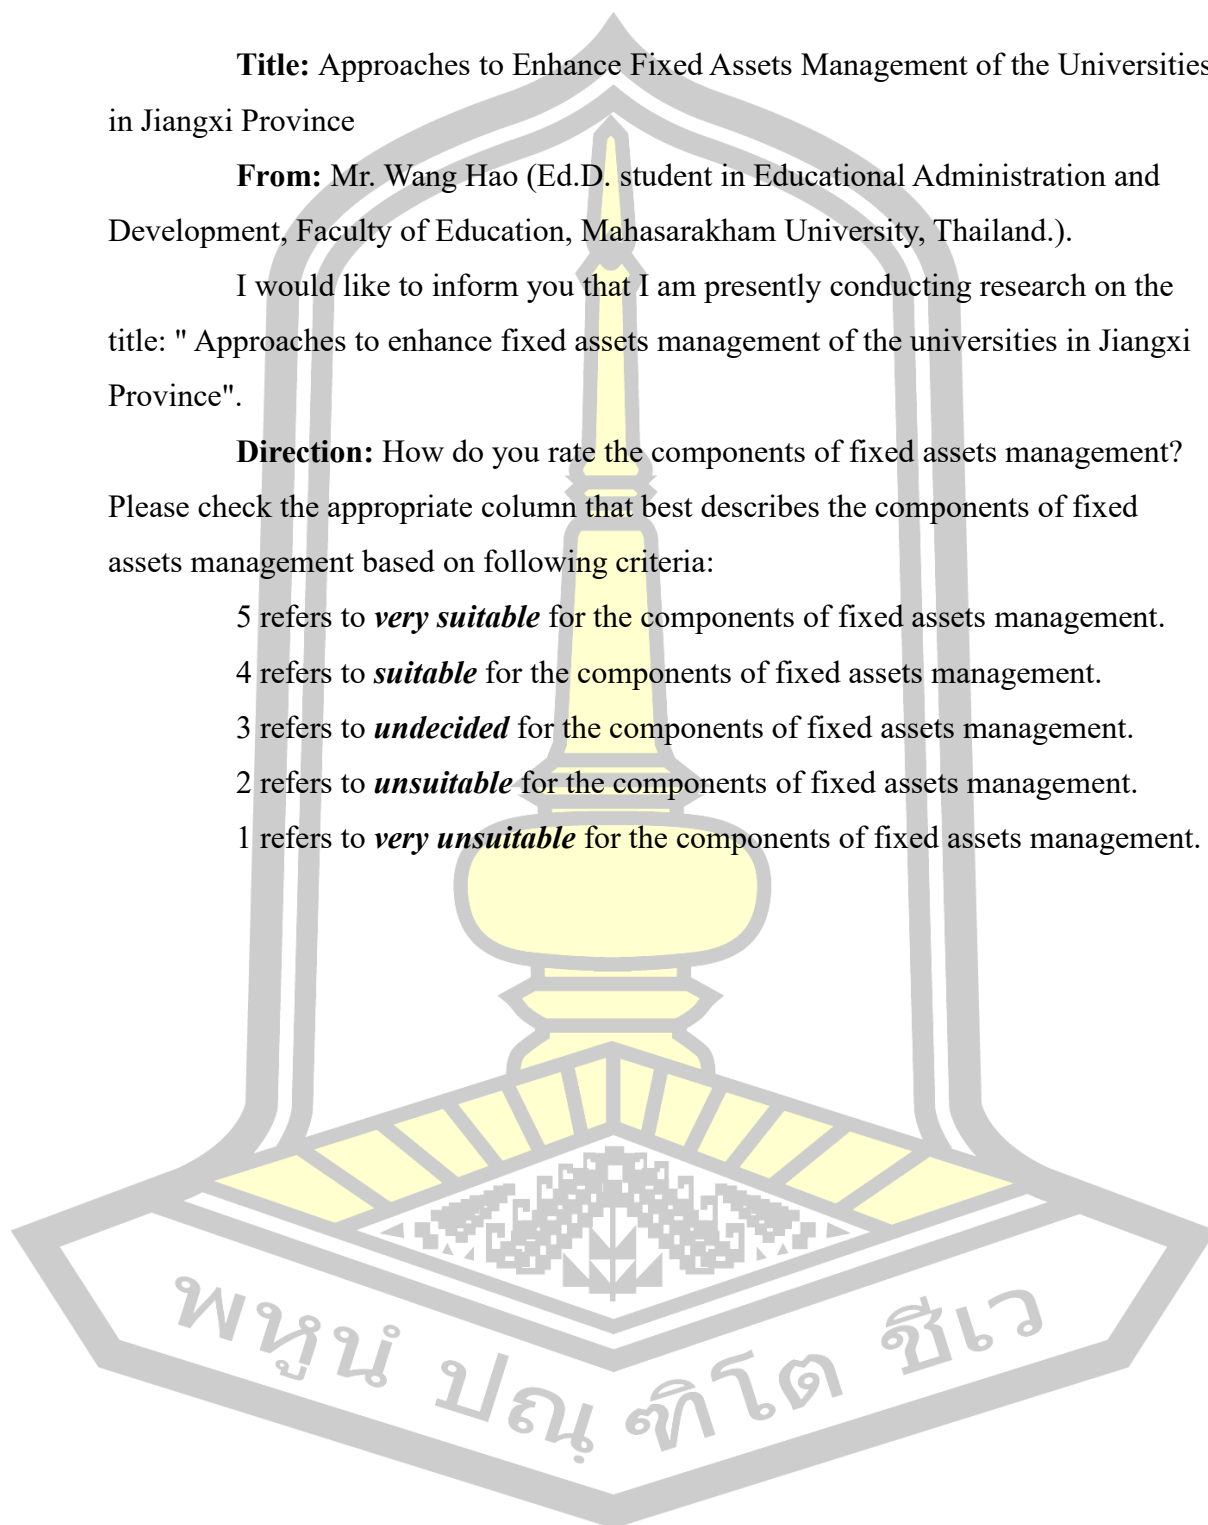 Title: Approaches to Enhance Fixed Assets Management of the Universities
in Jiangxi Province
From: Mr. Wang Hao (Ed.D. student in Educational Administration and
Development, Faculty of Education, Mahasarakham University, Thailand.).
I would like to inform you that I am presently conducting research on the
title: " Approaches to enhance fixed assets management of the universities in Jiangxi
Province".
Direction: How do you rate the components of fixed assets management?
Please check the appropriate column that best describes the components of fixed
assets management based on following criteria:
5 refers to very suitable for the components of fixed assets management.
4 refers to suitable for the components of fixed assets management.
3 refers to undecided for the components of fixed assets management.
2 refers to unsuitable for the components of fixed assets management.
1 refers to very unsuitable for the components of fixed assets management.
พหูนํ ปณฺฑิโต ชีเว